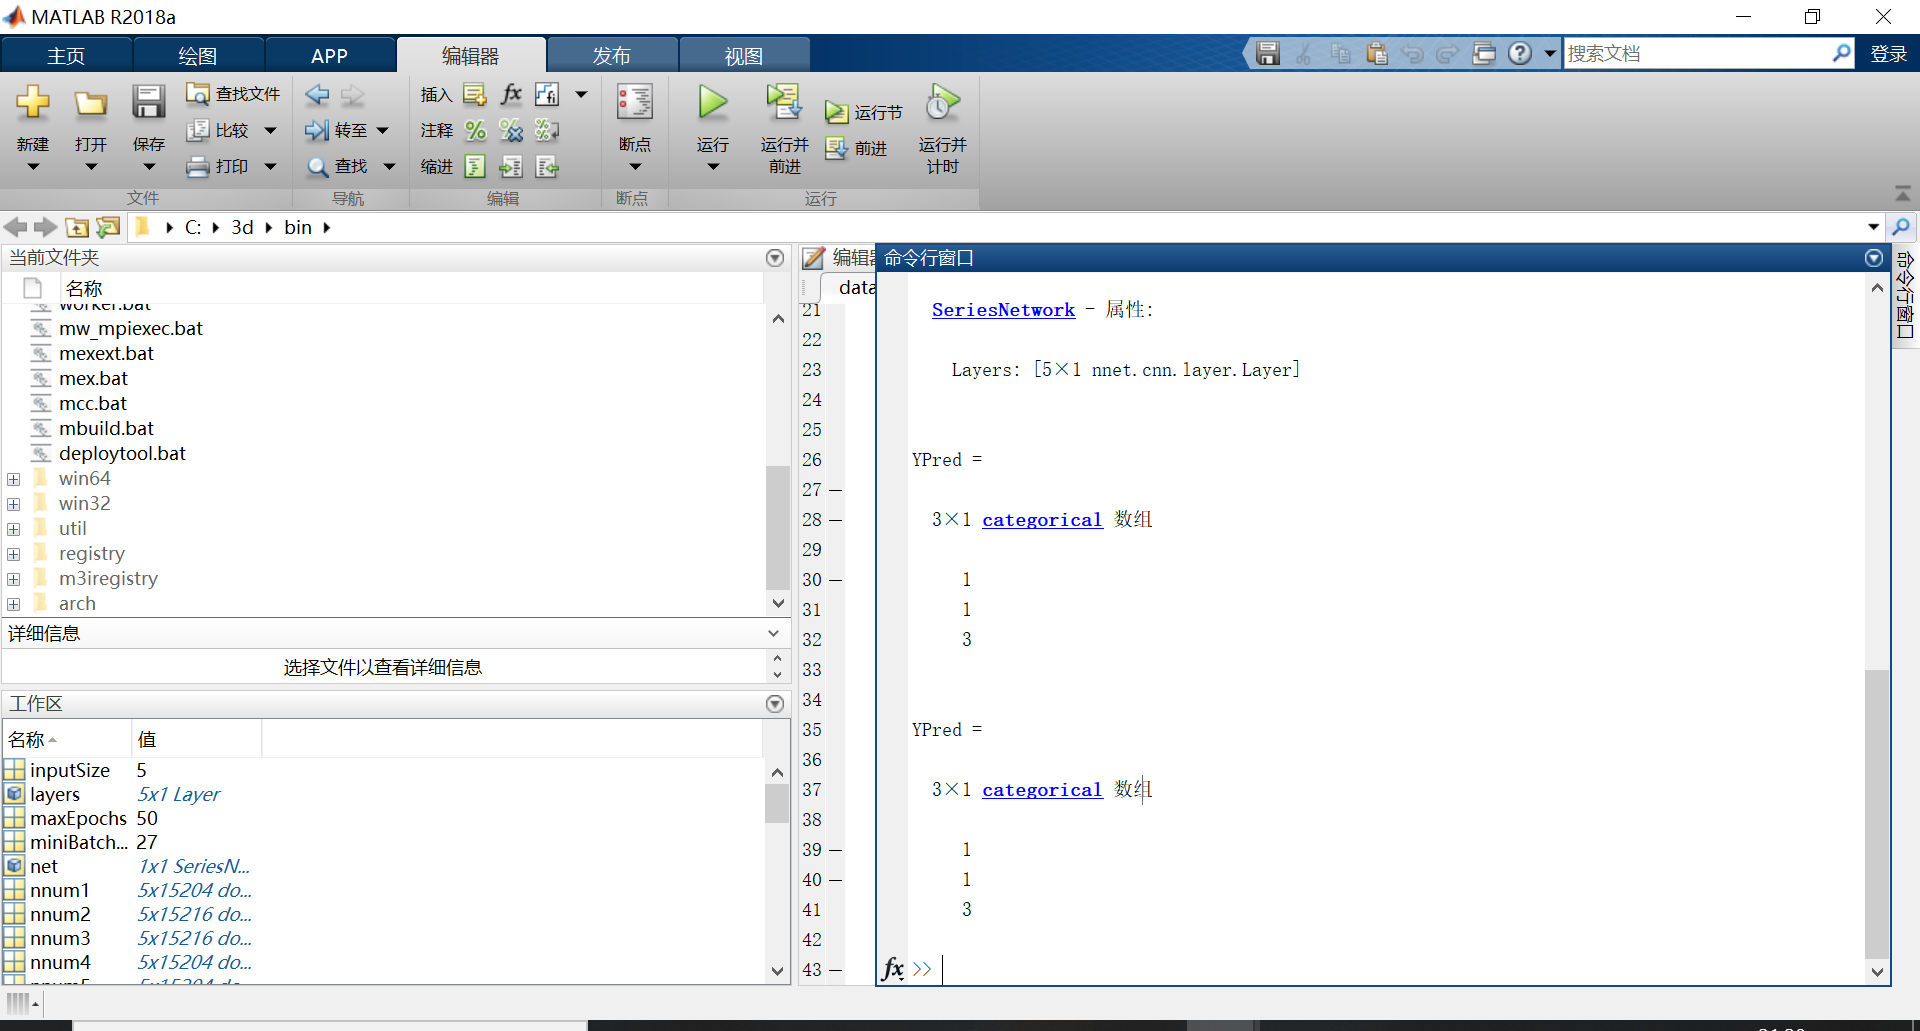 MATLAB R2018a
主页 绘图 APP 编辑器 发布 视图 搜索文档 登录
新建 打开 保存 查找文件 比较 打印
转至 查找
插入 fx fi
注释
缩进
断点 运行 运行并前进 运行节 前进 运行并计时
文件 导航 编辑 断点 运行
C: 3d bin
当前文件夹
名称
worker.bat
mw_mpiexec.bat
mexext.bat
mex.bat
mcc.bat
mbuild.bat
deploytool.bat
win64
win32
util
registry
m3iregistry
arch
详细信息
选择文件以查看详细信息
工作区
名称 值
inputSize 5
layers 5x1 Layer
maxEpochs 50
miniBatch... 27
net 1x1 SeriesN...
nnum1 5x15204 do...
nnum2 5x15216 do...
nnum3 5x15216 do...
nnum4 5x15204 do...
nnum5 5x15204 do...
编辑器
data
21
22
23
24
25
26
27
28
29
30
31
32
33
34
35
36
37
38
39
40
41
42
43
命令行窗口
SeriesNetwork - 属性:
Layers: [5×1 nnet.cnn.layer.Layer]
YPred =
3×1 categorical 数组
1
1
3
YPred =
3×1 categorical 数组
1
1
3
fx >>
命令行窗口